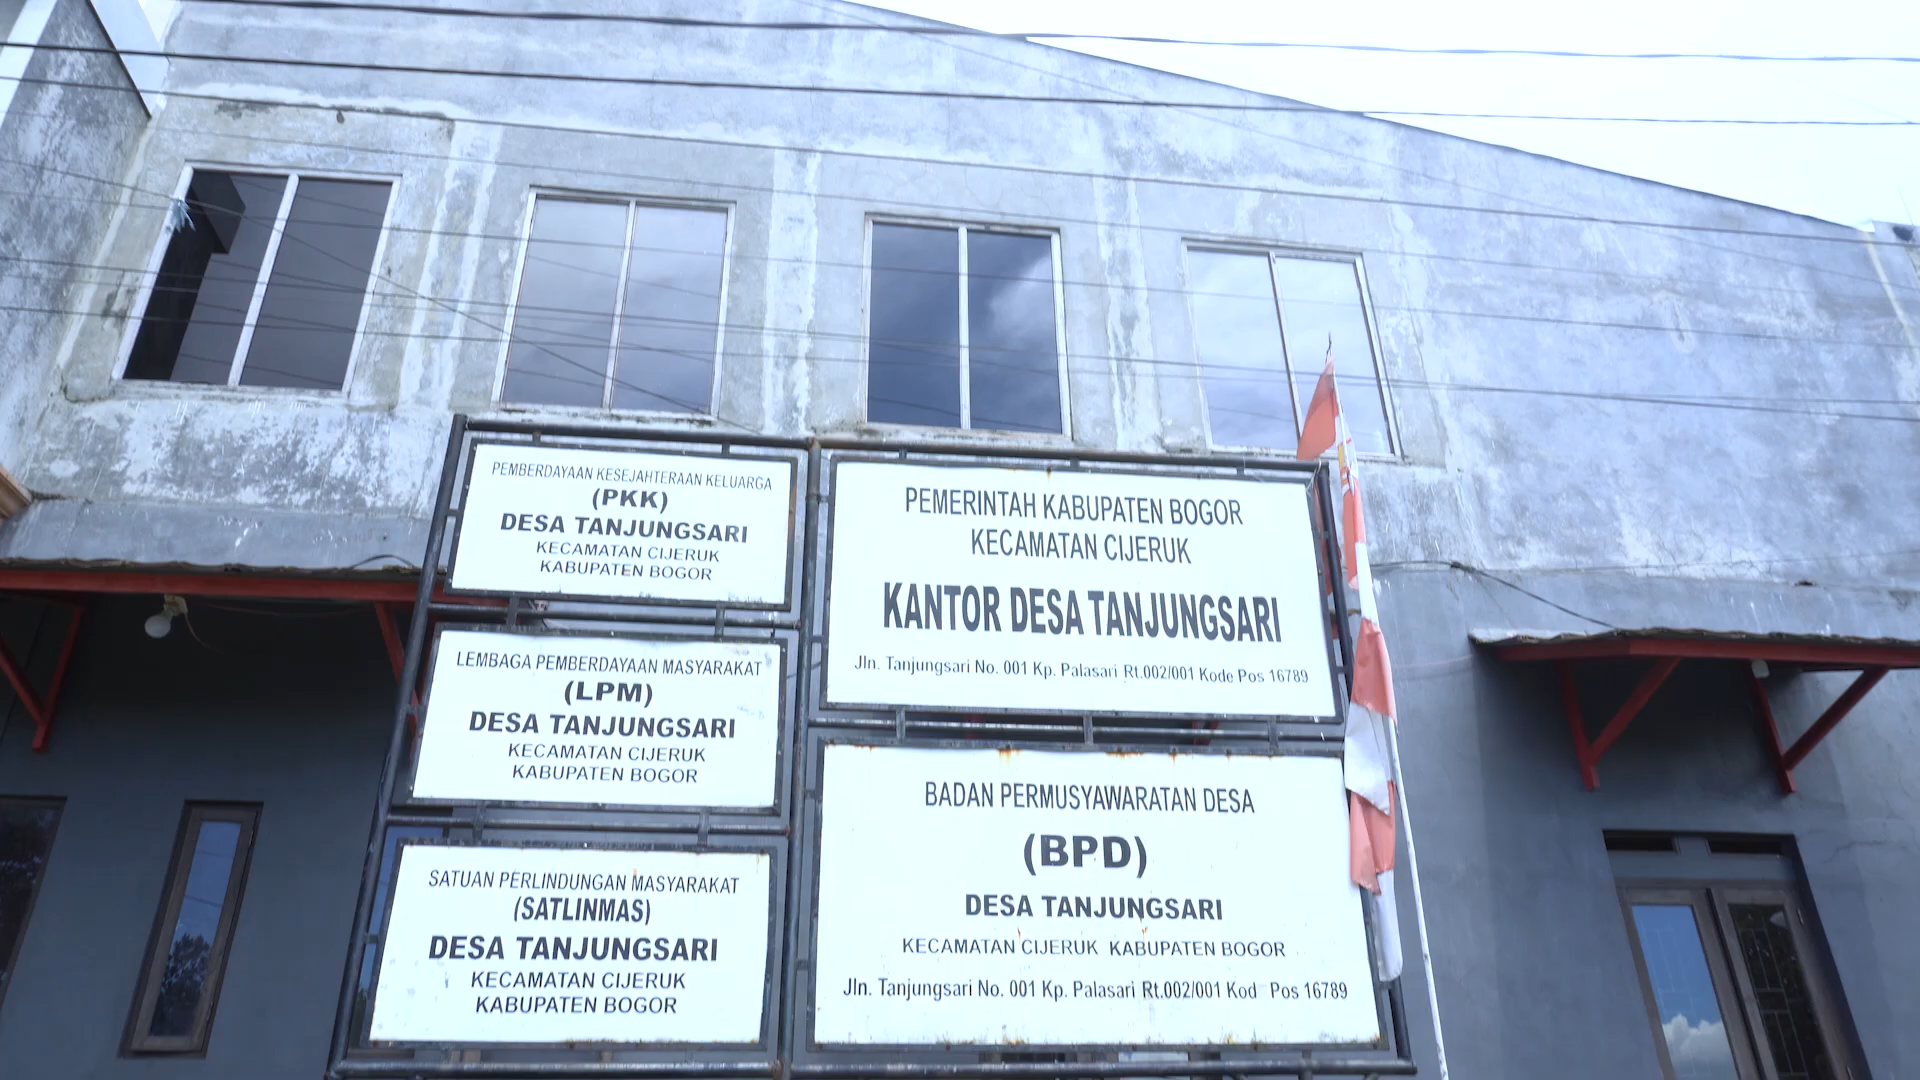 PEMBERDAYAAN KESEJAHTERAAN KELUARGA
(PKK)
DESA TANJUNGSARI
KECAMATAN CIJERUK
KABUPATEN BOGOR
LEMBAGA PEMBERDAYAAN MASYARAKAT
(LPM)
DESA TANJUNGSARI
KECAMATAN CIJERUK
KABUPATEN BOGOR
SATUAN PERLINDUNGAN MASYARAKAT
(SATLINMAS)
DESA TANJUNGSARI
KECAMATAN CIJERUK
KABUPATEN BOGOR
PEMERINTAH KABUPATEN BOGOR
KECAMATAN CIJERUK
KANTOR DESA TANJUNGSARI
Jln. Tanjungsari No. 001 Kp. Palasari Rt.002/001 Kode Pos 16789
BADAN PERMUSYAWARATAN DESA
(BPD)
DESA TANJUNGSARI
KECAMATAN CIJERUK KABUPATEN BOGOR
Jln. Tanjungsari No. 001 Kp. Palasari Rt.002/001 Kod Pos 16789